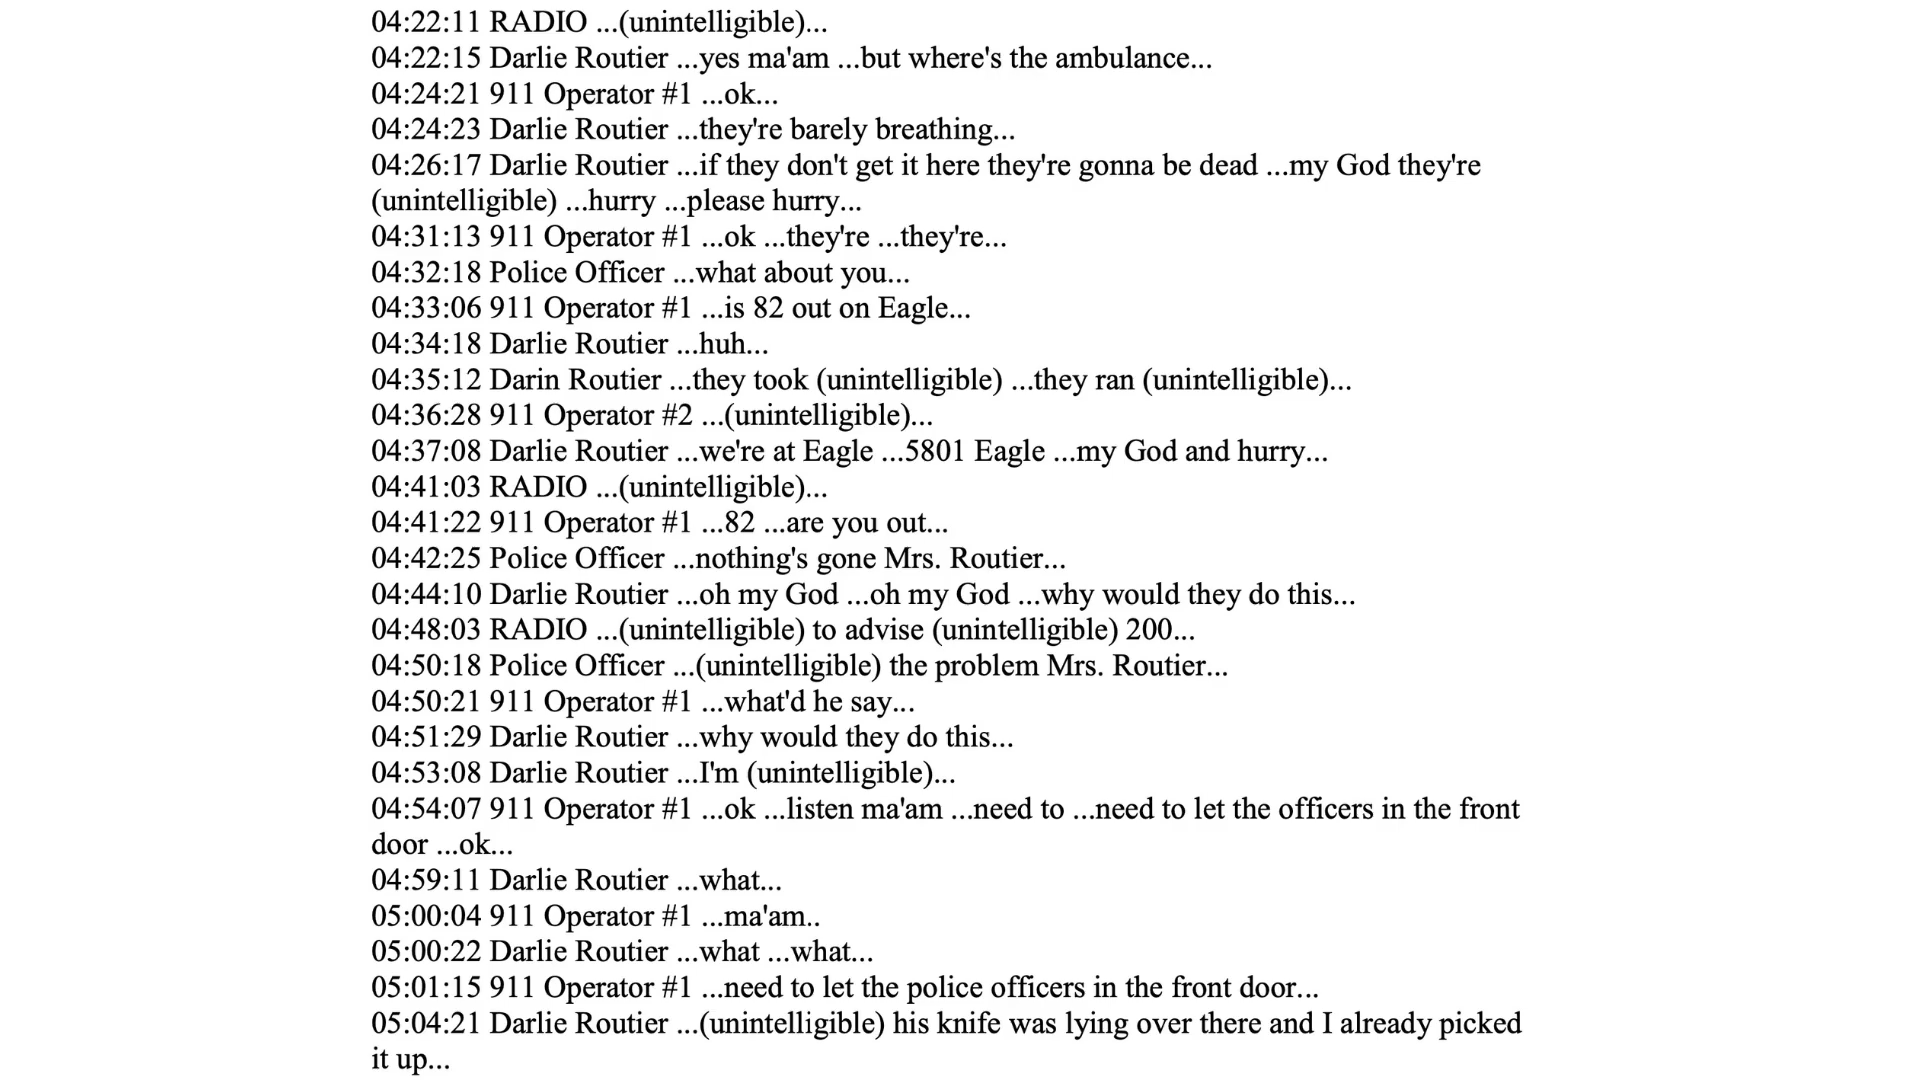 04:22:11 RADIO ...(unintelligible)...
04:22:15 Darlie Routier ...yes ma'am ...but where's the ambulance...
04:24:21 911 Operator #1 ...ok...
04:24:23 Darlie Routier ...they're barely breathing...
04:26:17 Darlie Routier ...if they don't get it here they're gonna be dead ...my God they're
(unintelligible) ...hurry ...please hurry...
04:31:13 911 Operator #1 ...ok ...they're ...they're...
04:32:18 Police Officer ...what about you...
04:33:06 911 Operator #1 ...is 82 out on Eagle...
04:34:18 Darlie Routier ...huh...
04:35:12 Darin Routier ...they took (unintelligible) ...they ran (unintelligible)...
04:36:28 911 Operator #2 ...(unintelligible)...
04:37:08 Darlie Routier ...we're at Eagle ...5801 Eagle ...my God and hurry...
04:41:03 RADIO ...(unintelligible)...
04:41:22 911 Operator #1 ...82 ...are you out...
04:42:25 Police Officer ...nothing's gone Mrs. Routier...
04:44:10 Darlie Routier ...oh my God ...oh my God ...why would they do this...
04:48:03 RADIO ...(unintelligible) to advise (unintelligible) 200...
04:50:18 Police Officer ...(unintelligible) the problem Mrs. Routier...
04:50:21 911 Operator #1 ...what'd he say...
04:51:29 Darlie Routier ...why would they do this...
04:53:08 Darlie Routier ...I'm (unintelligible)...
04:54:07 911 Operator #1 ...ok ...listen ma'am ...need to ...need to let the officers in the front
door ...ok...
04:59:11 Darlie Routier ...what...
05:00:04 911 Operator #1 ...ma'am..
05:00:22 Darlie Routier ...what ...what...
05:01:15 911 Operator #1 ...need to let the police officers in the front door...
05:04:21 Darlie Routier ...(unintelligible) his knife was lying over there and I already picked
it up...